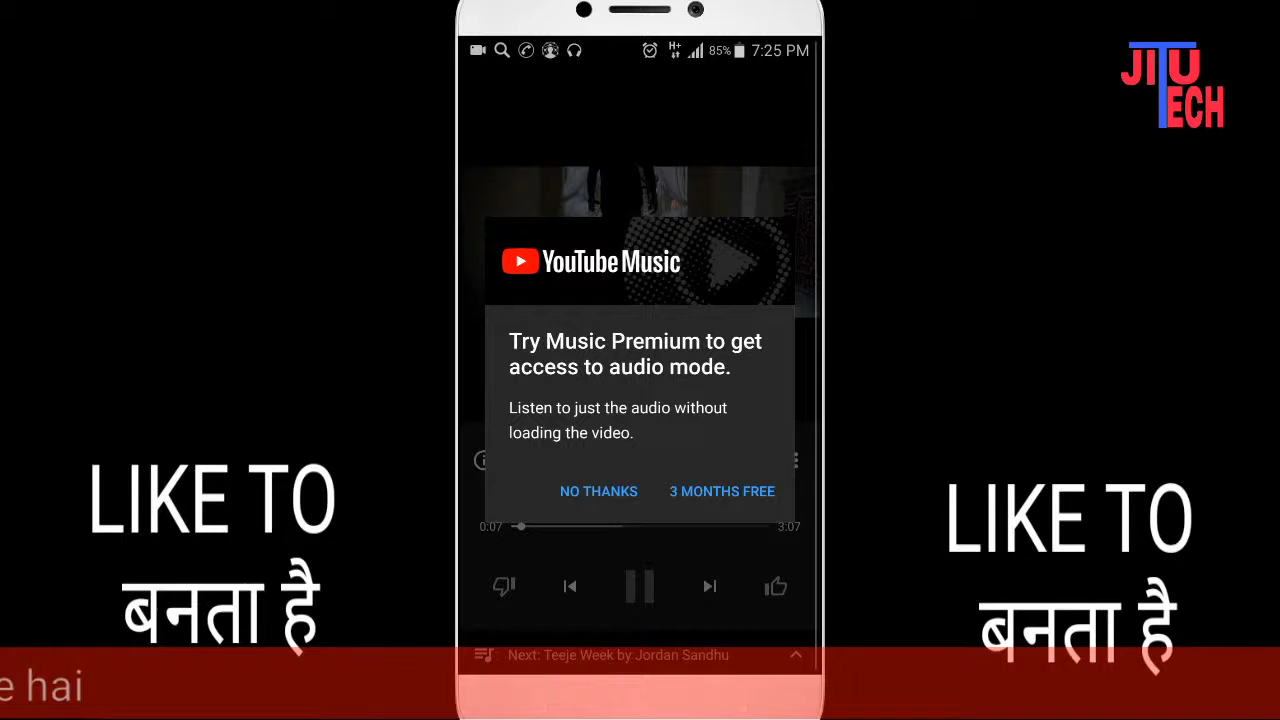 85% 7:25 PM
JITU
TECH
YouTube Music
Try Music Premium to get
access to audio mode.
Listen to just the audio without
loading the video.
NO THANKS 3 MONTHS FREE
0:07 3:07
Next: Teeje Week by Jordan Sandhu
LIKE TO
बनता है
LIKE TO
बनता है
e hai